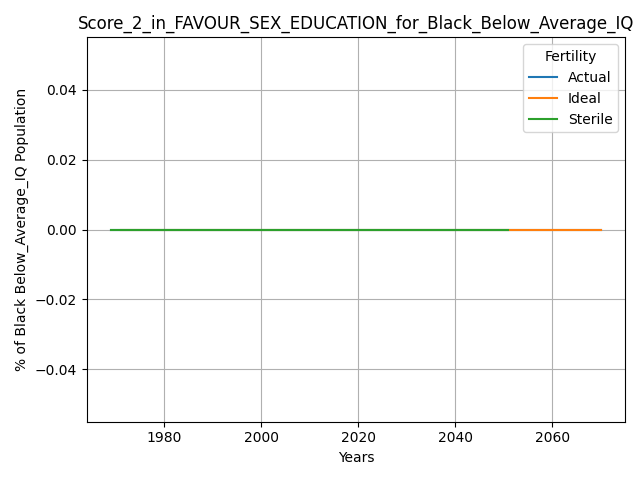 Score_2_in_FAVOUR_SEX_EDUCATION_for_Black_Below_Average_IQ
Fertility
Actual
Ideal
Sterile
% of Black Below_Average_IQ Population
0.04
0.02
0.00
−0.02
−0.04
1980 2000 2020 2040 2060
Years